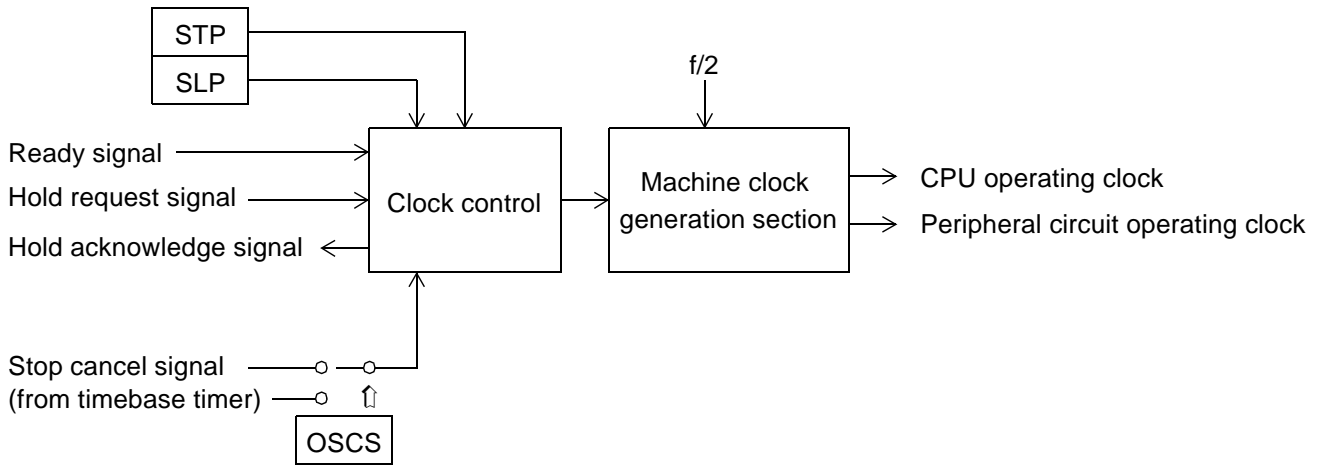 STP
SLP
f/2
Ready signal
Hold request signal
Hold acknowledge signal
Clock control
Machine clock
generation section
CPU operating clock
Peripheral circuit operating clock
Stop cancel signal
(from timebase timer)
OSCS